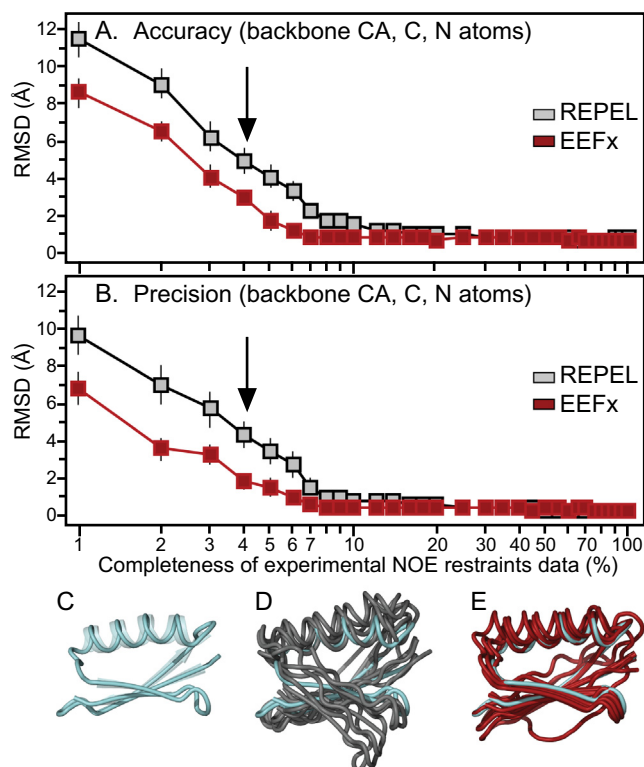 A. Accuracy (backbone CA, C, N atoms)
12
10
8
6
4
2
0
RMSD (Å)
REPEL
EEFx
B. Precision (backbone CA, C, N atoms)
12
10
8
6
4
2
0
RMSD (Å)
REPEL
EEFx
1 2 3 4 5 6 7 10 20 30 40 50 70 100
Completeness of experimental NOE restraints data (%)
C D E